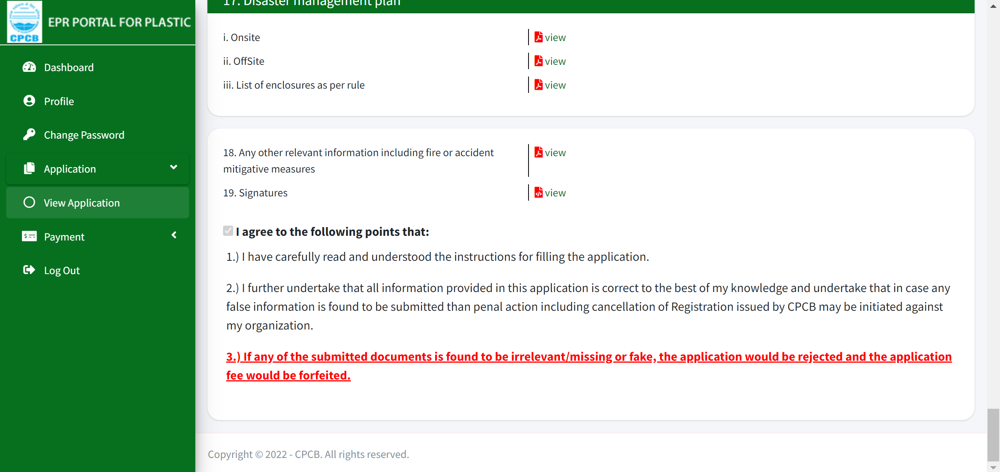 CPCB
EPR PORTAL FOR PLASTIC
Dashboard
Profile
Change Password
Application
View Application
Payment
Log Out
17. Disaster management plan
i. Onsite
view
ii. OffSite
view
iii. List of enclosures as per rule
view
18. Any other relevant information including fire or accident
mitigative measures
view
19. Signatures
view
I agree to the following points that:
1.) I have carefully read and understood the instructions for filling the application.
2.) I further undertake that all information provided in this application is correct to the best of my knowledge and undertake that in case any
false information is found to be submitted than penal action including cancellation of Registration issued by CPCB may be initiated against
my organization.
3.) If any of the submitted documents is found to be irrelevant/missing or fake, the application would be rejected and the application
fee would be forfeited.
Copyright © 2022 - CPCB. All rights reserved.